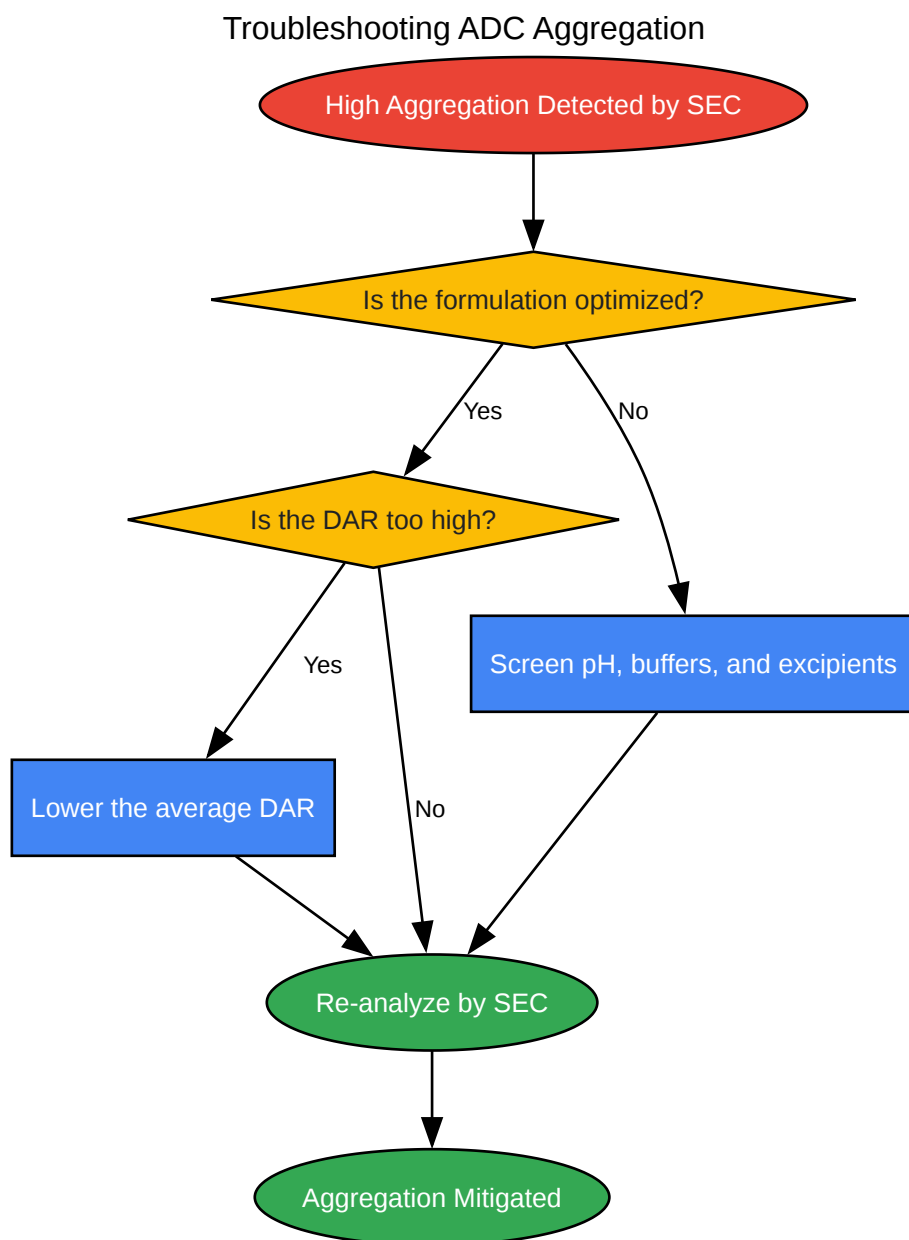 Troubleshooting ADC Aggregation
High Aggregation Detected by SEC
Is the formulation optimized?
Yes
No
Is the DAR too high?
Yes
Screen pH, buffers, and excipients
Lower the average DAR
No
Re-analyze by SEC
Aggregation Mitigated